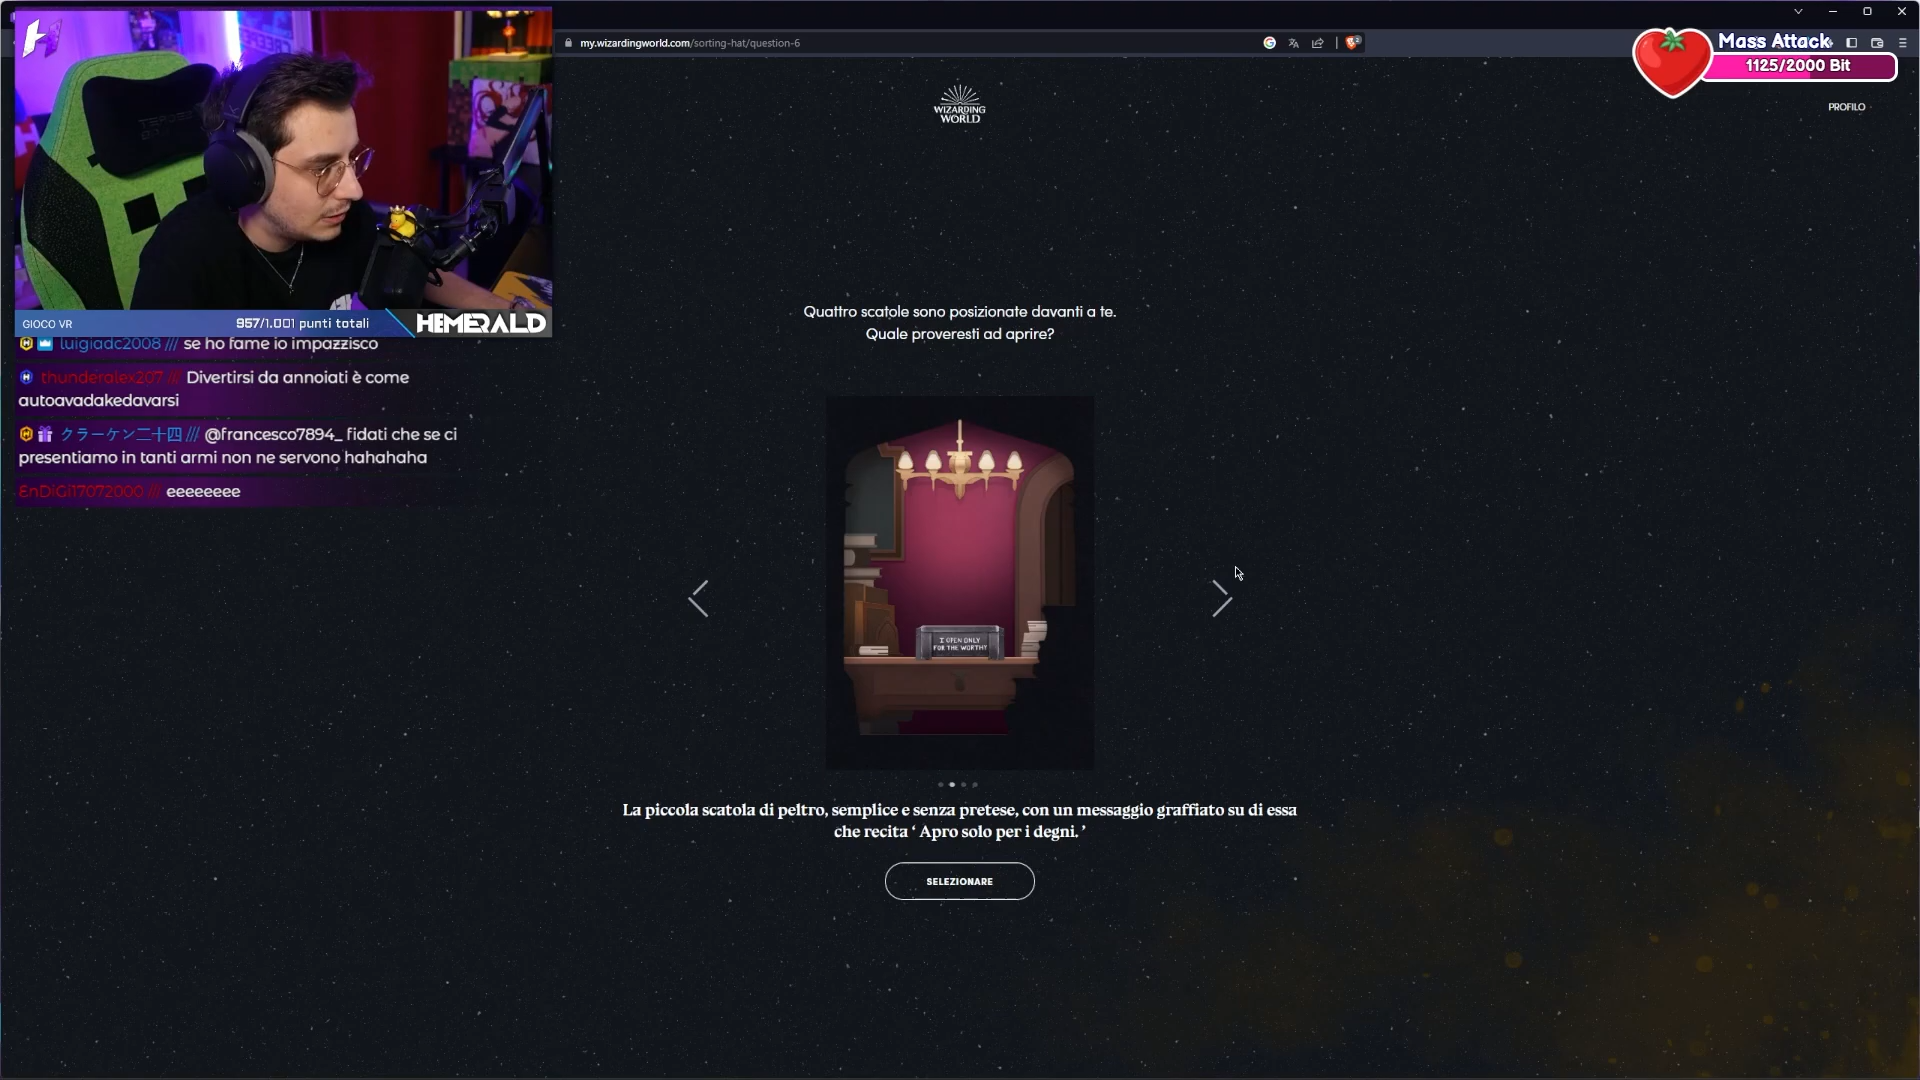 my.wizardingworld.com/sorting-hat/question-6
Mass Attack
1125/2000 Bit
WIZARDING
WORLD
PROFILO
GIOCO VR
957/1.001 punti totali
HEMERALD
luigiadc2008 /// se ho fame io impazzisco
thunderalex207 /// Divertirsi da annoiati è come
autoavadakedavarsi
クラーケン二十四 /// @francesco7894_ fidati che se ci
presentiamo in tanti armi non ne servono hahahaha
EnDiGi17072000 /// eeeeeeee
Quattro scatole sono posizionate davanti a te.
Quale proveresti ad aprire?
I OPEN ONLY
FOR THE WORTHY
La piccola scatola di peltro, semplice e senza pretese, con un messaggio graffiato su di essa
che recita ‘ Apro solo per i degni. ’
SELEZIONARE